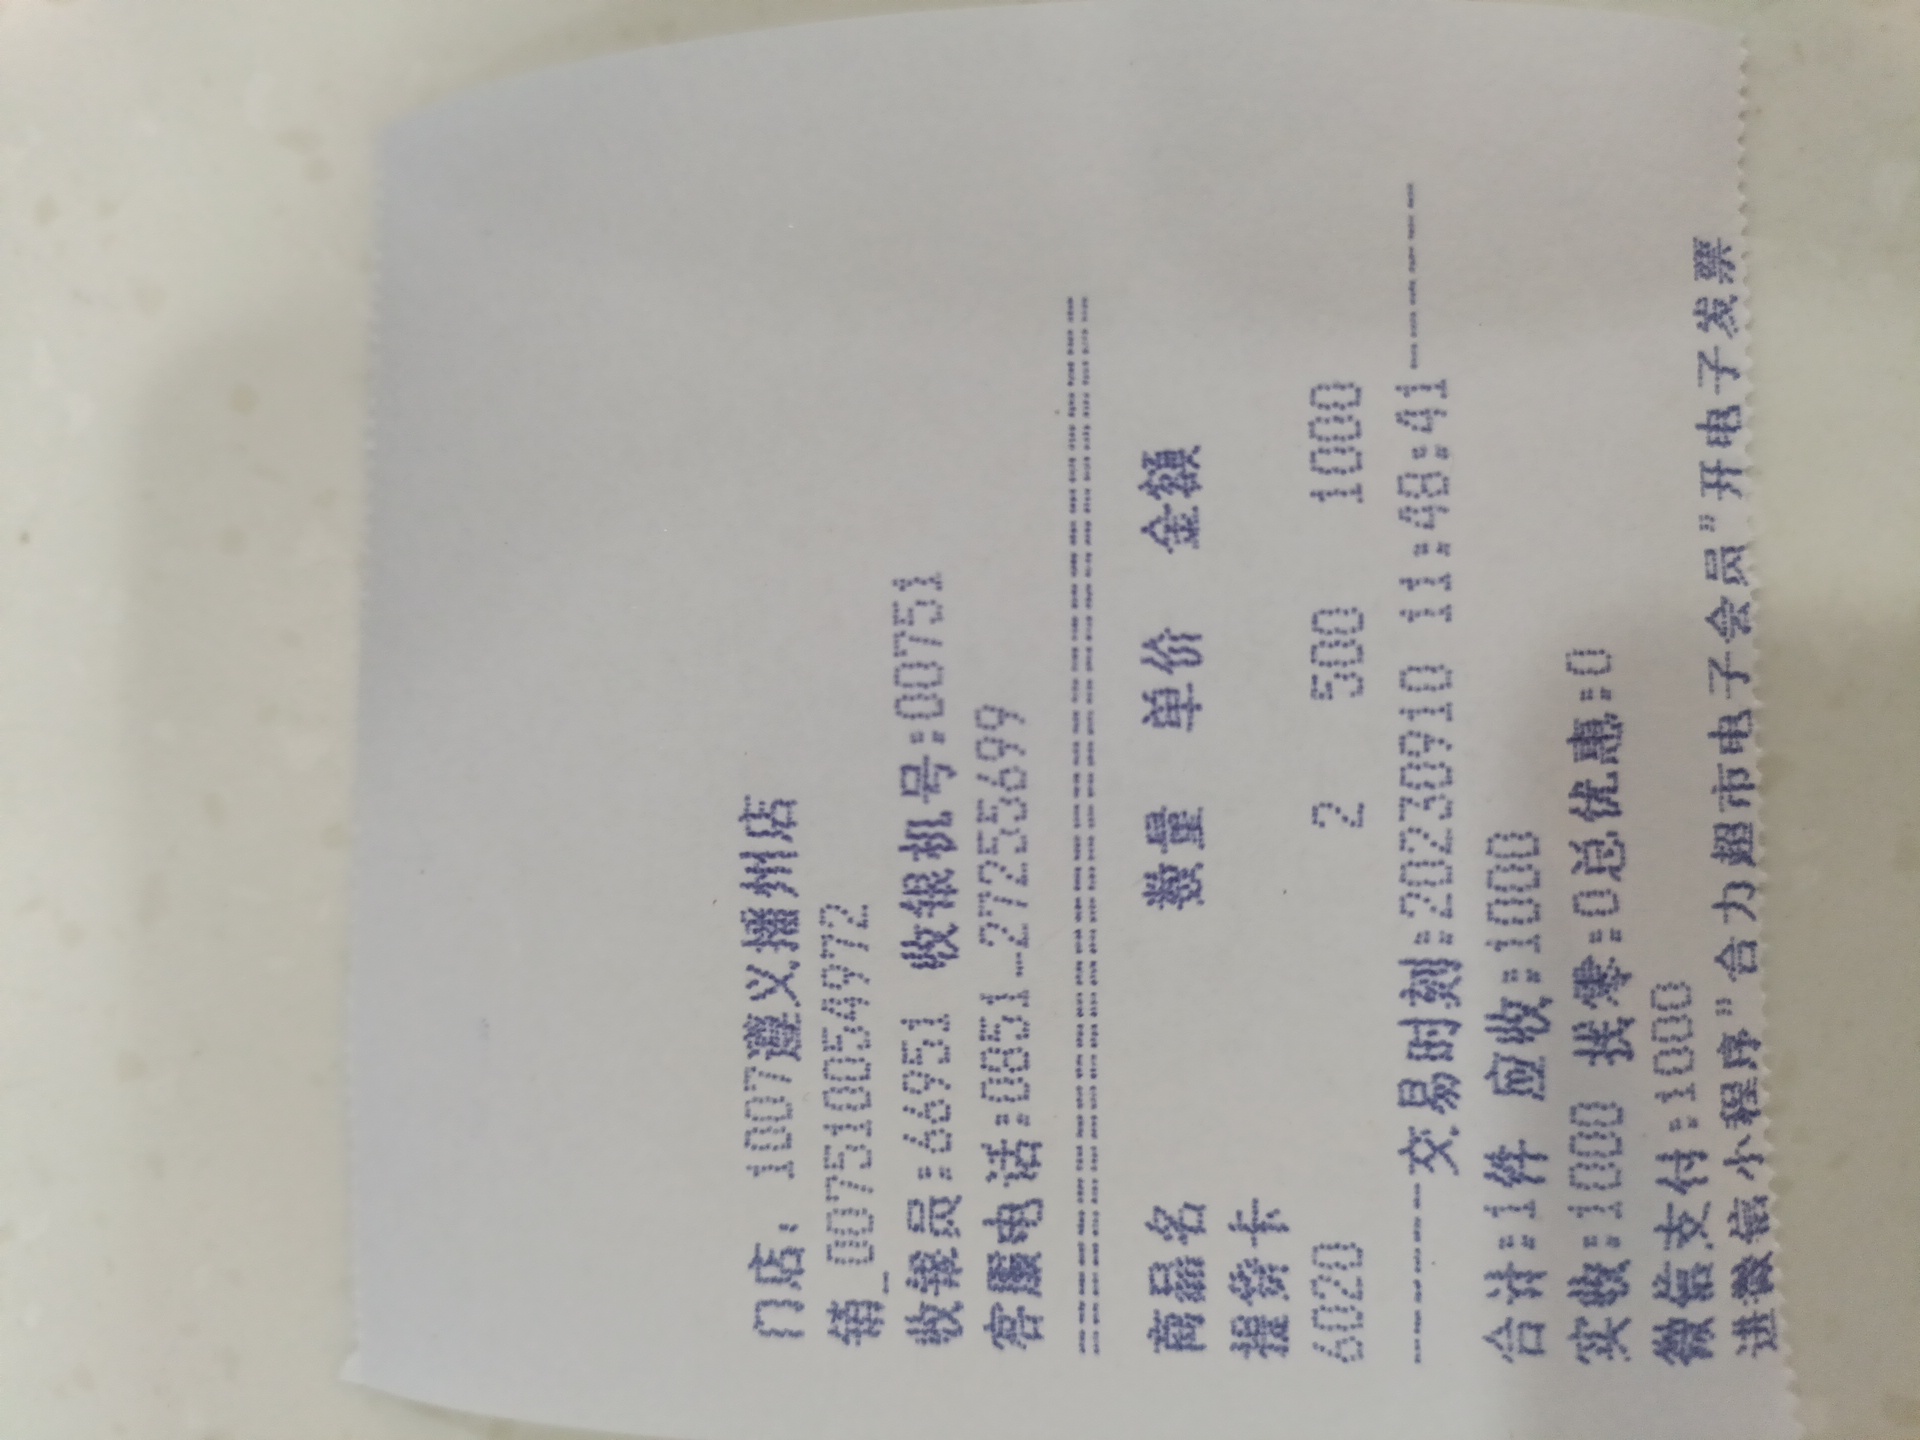 门店: 1007遵义播州店
销_007510054972
收银员:66951 收银机号:00751
客服电话:0851-27255699
==================================================
商品名 数量 单价 金额
提货卡
6020 2 500 1000
--------交易时刻:20230910 11:48:41--------
合计:1件 应收:1000
实收:1000 找零:0总优惠:0
微信支付:1000
进微信小程序"合力超市电子会员"开电子发票